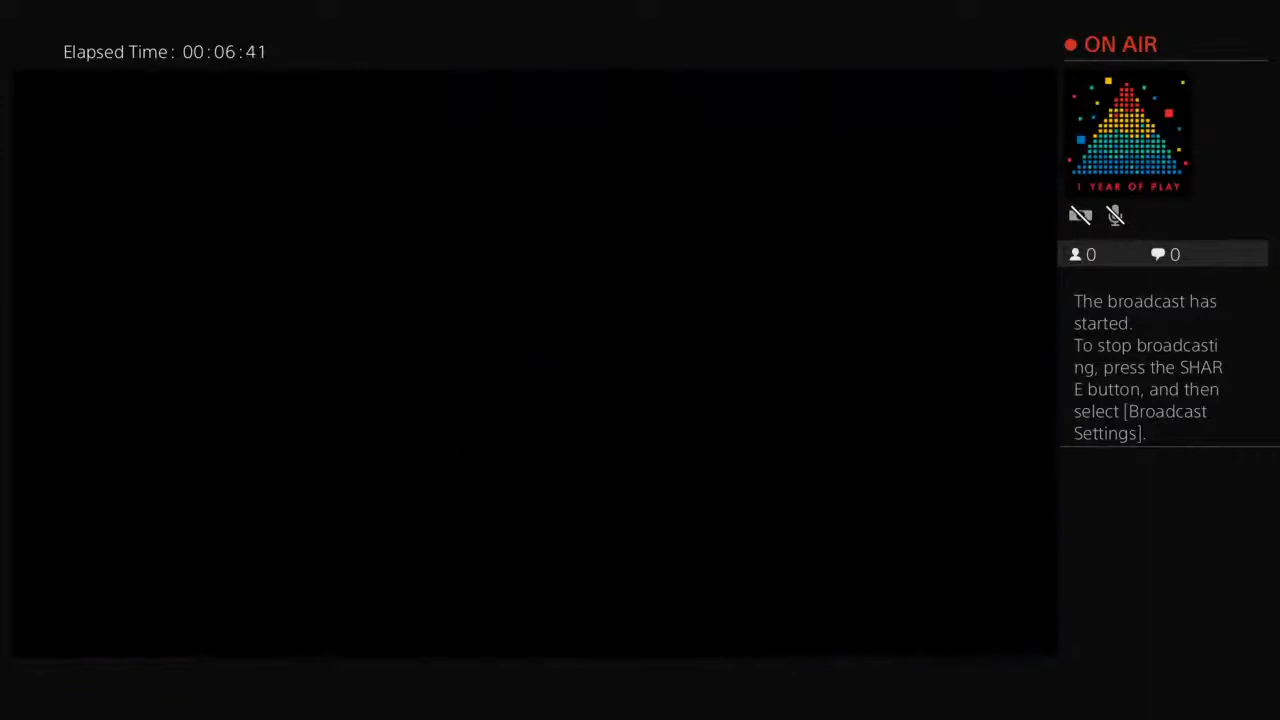 Elapsed Time: 00:06:41
ON AIR
1 YEAR OF PLAY
0
0
The broadcast has
started.
To stop broadcasti
ng, press the SHAR
E button, and then
select [Broadcast
Settings].